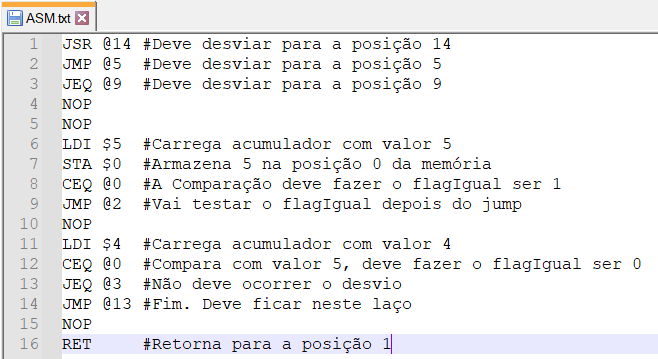 ASM.txt
1 JSR @14 #Deve desviar para a posição 14
2 JMP @5 #Deve desviar para a posição 5
3 JEQ @9 #Deve desviar para a posição 9
4 NOP
5 NOP
6 LDI $5 #Carrega acumulador com valor 5
7 STA $0 #Armazena 5 na posição 0 da memória
8 CEQ @0 #A Comparação deve fazer o flagIgual ser 1
9 JMP @2 #Vai testar o flagIgual depois do jump
10 NOP
11 LDI $4 #Carrega acumulador com valor 4
12 CEQ @0 #Compara com valor 5, deve fazer o flagIgual ser 0
13 JEQ @3 #Não deve ocorrer o desvio
14 JMP @13 #Fim. Deve ficar neste laço
15 NOP
16 RET #Retorna para a posição 1